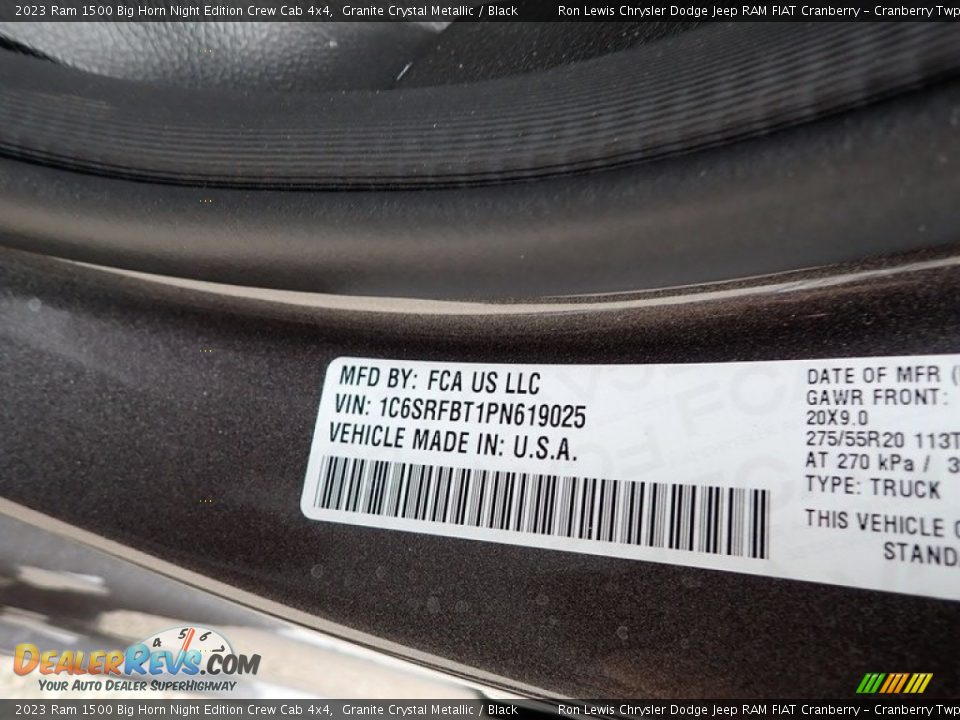 2023 Ram 1500 Big Horn Night Edition Crew Cab 4x4, Granite Crystal Metallic / Black Ron Lewis Chrysler Dodge Jeep RAM FIAT Cranberry – Cranberry Twp
MFD BY: FCA US LLC
VIN: 1C6SRFBT1PN619025
VEHICLE MADE IN: U.S.A.
DATE OF MFR
GAWR FRONT:
20X9.0
275/55R20 113T
AT 270 kPa / 3
TYPE: TRUCK
THIS VEHICLE
STAND
4 5 6
DEALERREVS.COM
YOUR AUTO DEALER SUPERHIGHWAY
2023 Ram 1500 Big Horn Night Edition Crew Cab 4x4, Granite Crystal Metallic / Black Ron Lewis Chrysler Dodge Jeep RAM FIAT Cranberry – Cranberry Twp